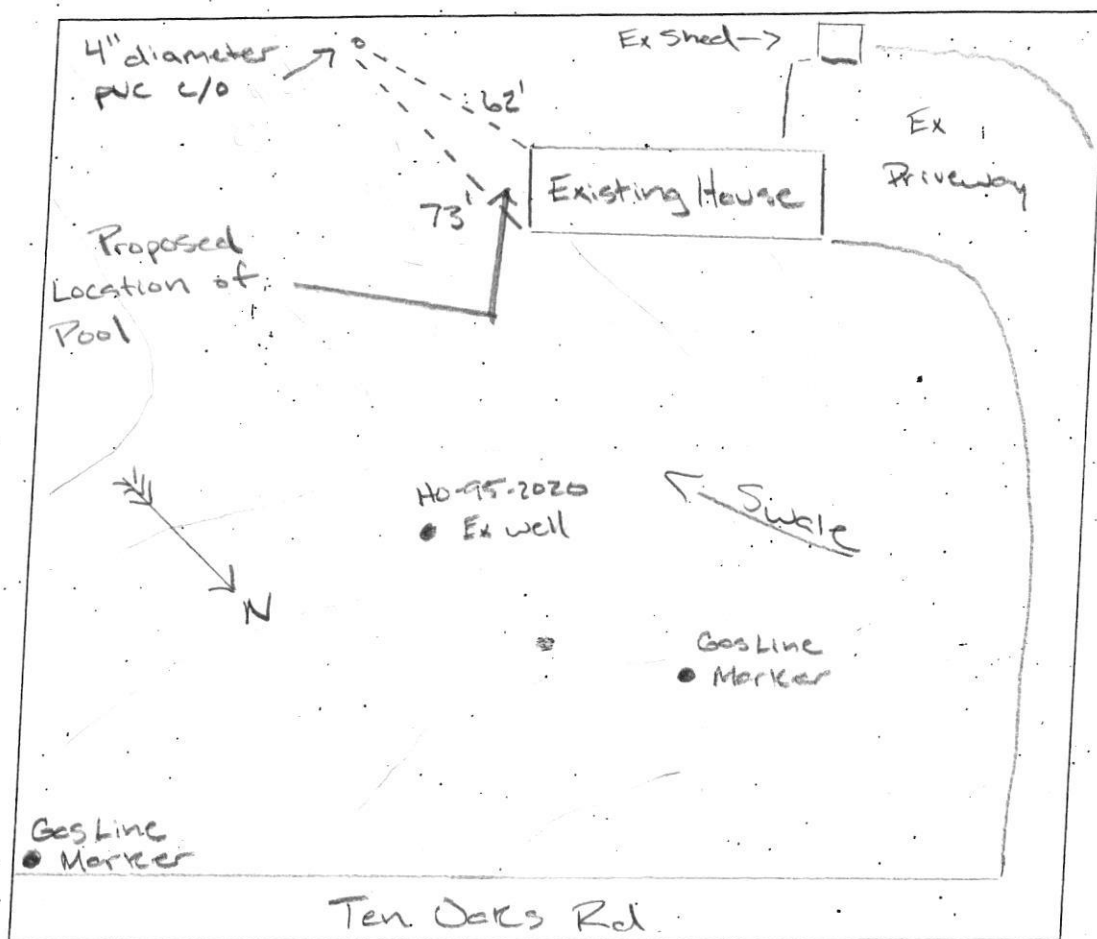 4" diameter
PVC C/O
Ex Shed→
62'
Ex
Driveway
Existing House
73'
Proposed
Location of
Pool
HO-95-2020
Ex well
Swale
N
Gas Line
Marker
Gas Line
Marker
Ten Oaks Rd.